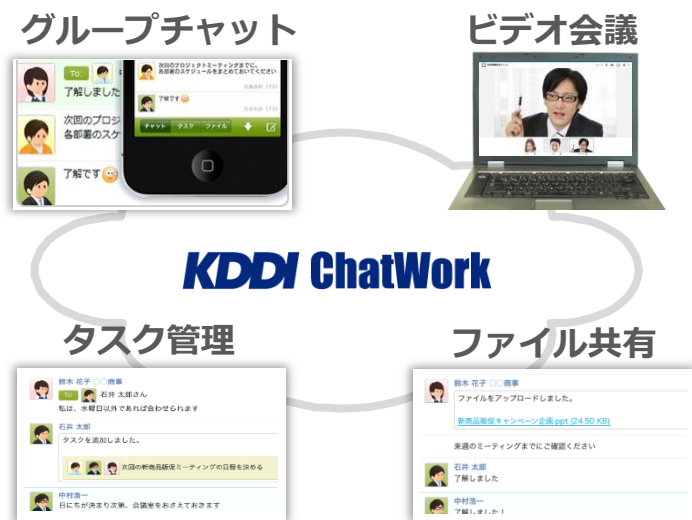 グループチャット
ビデオ会議
To:
了解しました
次回のプロジ
各部署のスケ
了解です
次回のプロジェクトミーティングまでに、
各部署のスケジュールをまとめておいてください
了解です
チャット タスク ファイル
KDDI ChatWork
タスク管理
ファイル共有
鈴木 花子 ○○商事
To: 石井 太郎さん
私は、水曜日以外であれば合わせられます
石井 太郎
タスクを追加しました。
次回の新商品販促ミーティングの日程を決める
中村浩一
日にちが決まり次第、会議室をおさえておきます
鈴木 花子 ○○商事
ファイルをアップロードしました。
新商品販促キャンペーン企画.ppt (24.50 KB)
来週のミーティングまでにご確認ください
石井 太郎
了解しました
中村浩一
了解しました！